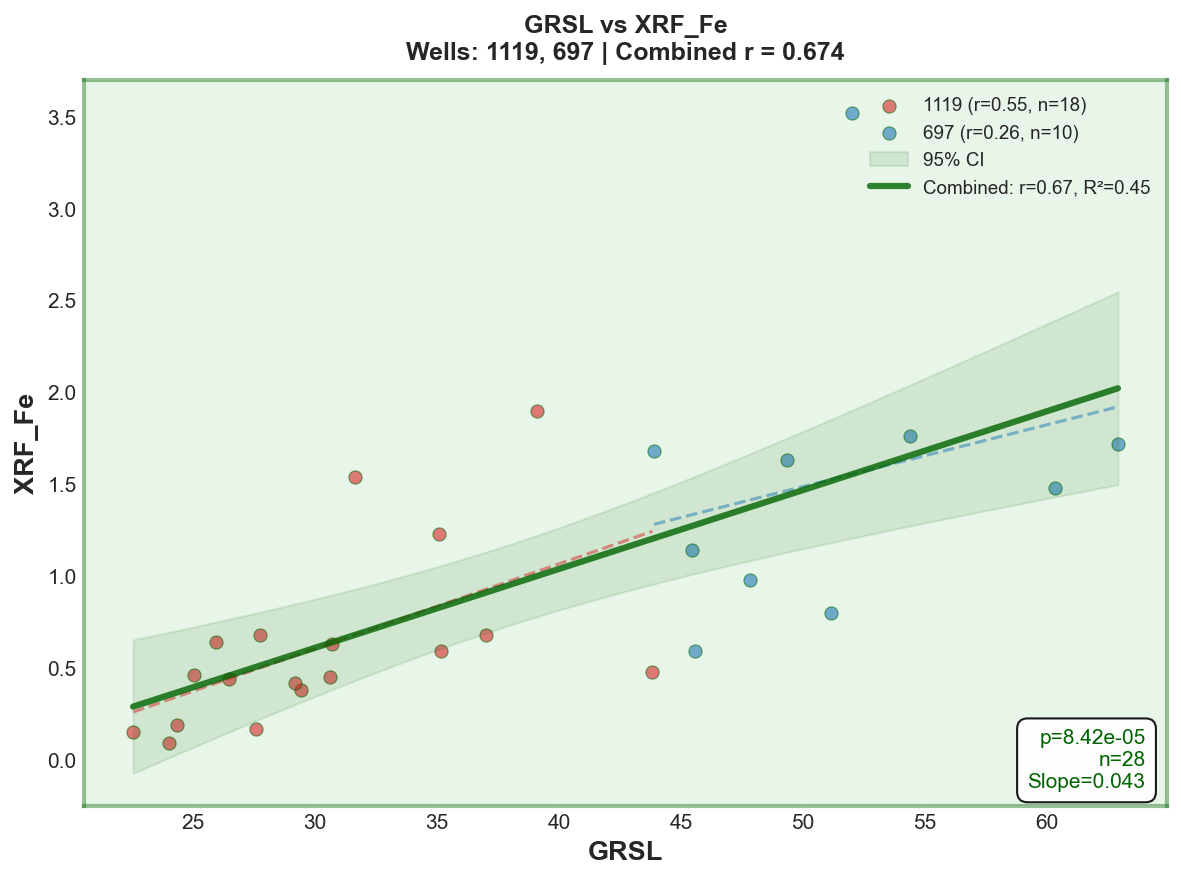 GRSL vs XRF_Fe
Wells: 1119, 697 | Combined r = 0.674
1119 (r=0.55, n=18)
697 (r=0.26, n=10)
95% CI
Combined: r=0.67, R²=0.45
3.5
3.0
2.5
2.0
1.5
1.0
0.5
0.0
XRF_Fe
p=8.42e-05
n=28
Slope=0.043
25 30 35 40 45 50 55 60
GRSL